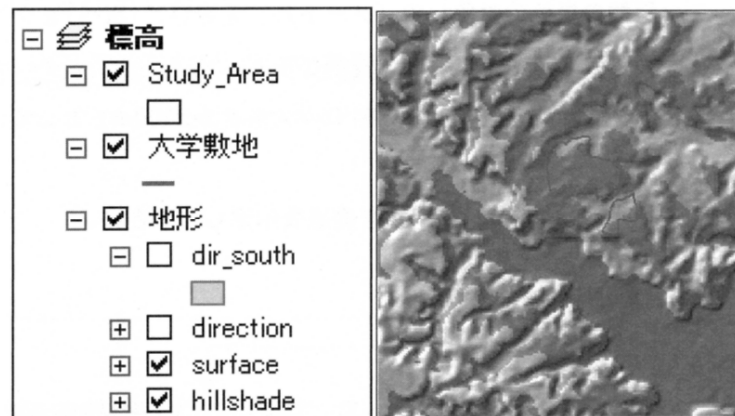 標高
Study_Area
大学敷地
地形
dir_south
direction
surface
hillshade